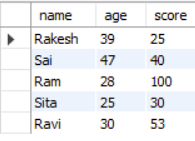 name age score
Rakesh 39 25
Sai 47 40
Ram 28 100
Sita 25 30
Ravi 30 53